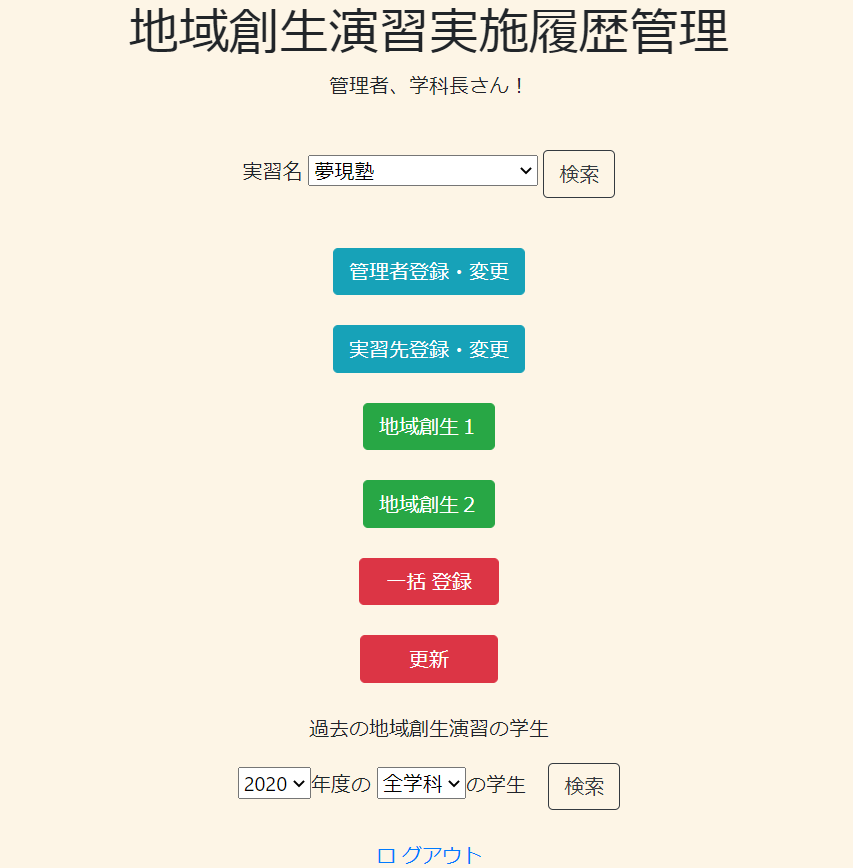 地域創生演習実施履歴管理
管理者、学科長さん！
実習名 夢現塾 検索
管理者登録・変更
実習先登録・変更
地域創生１
地域創生２
一括 登録
更新
過去の地域創生演習の学生
2020年度の 全学科の学生 検索
ログアウト